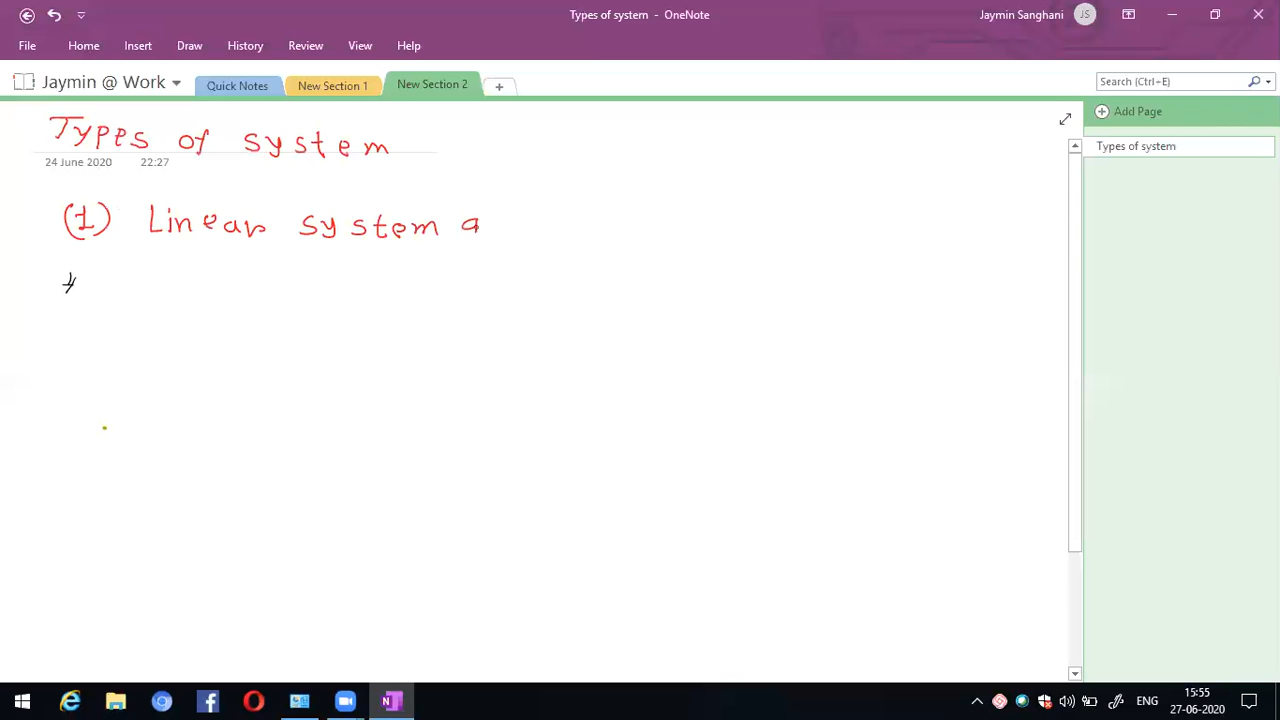 Types of system - OneNote
Jaymin Sanghani JS
File Home Insert Draw History Review View Help
Jaymin @ Work Quick Notes New Section 1 New Section 2 + Search (Ctrl+E)
Add Page
Types of system
Types of system
24 June 2020 22:27
(1) Linear system a
*
ENG 15:55
27-06-2020